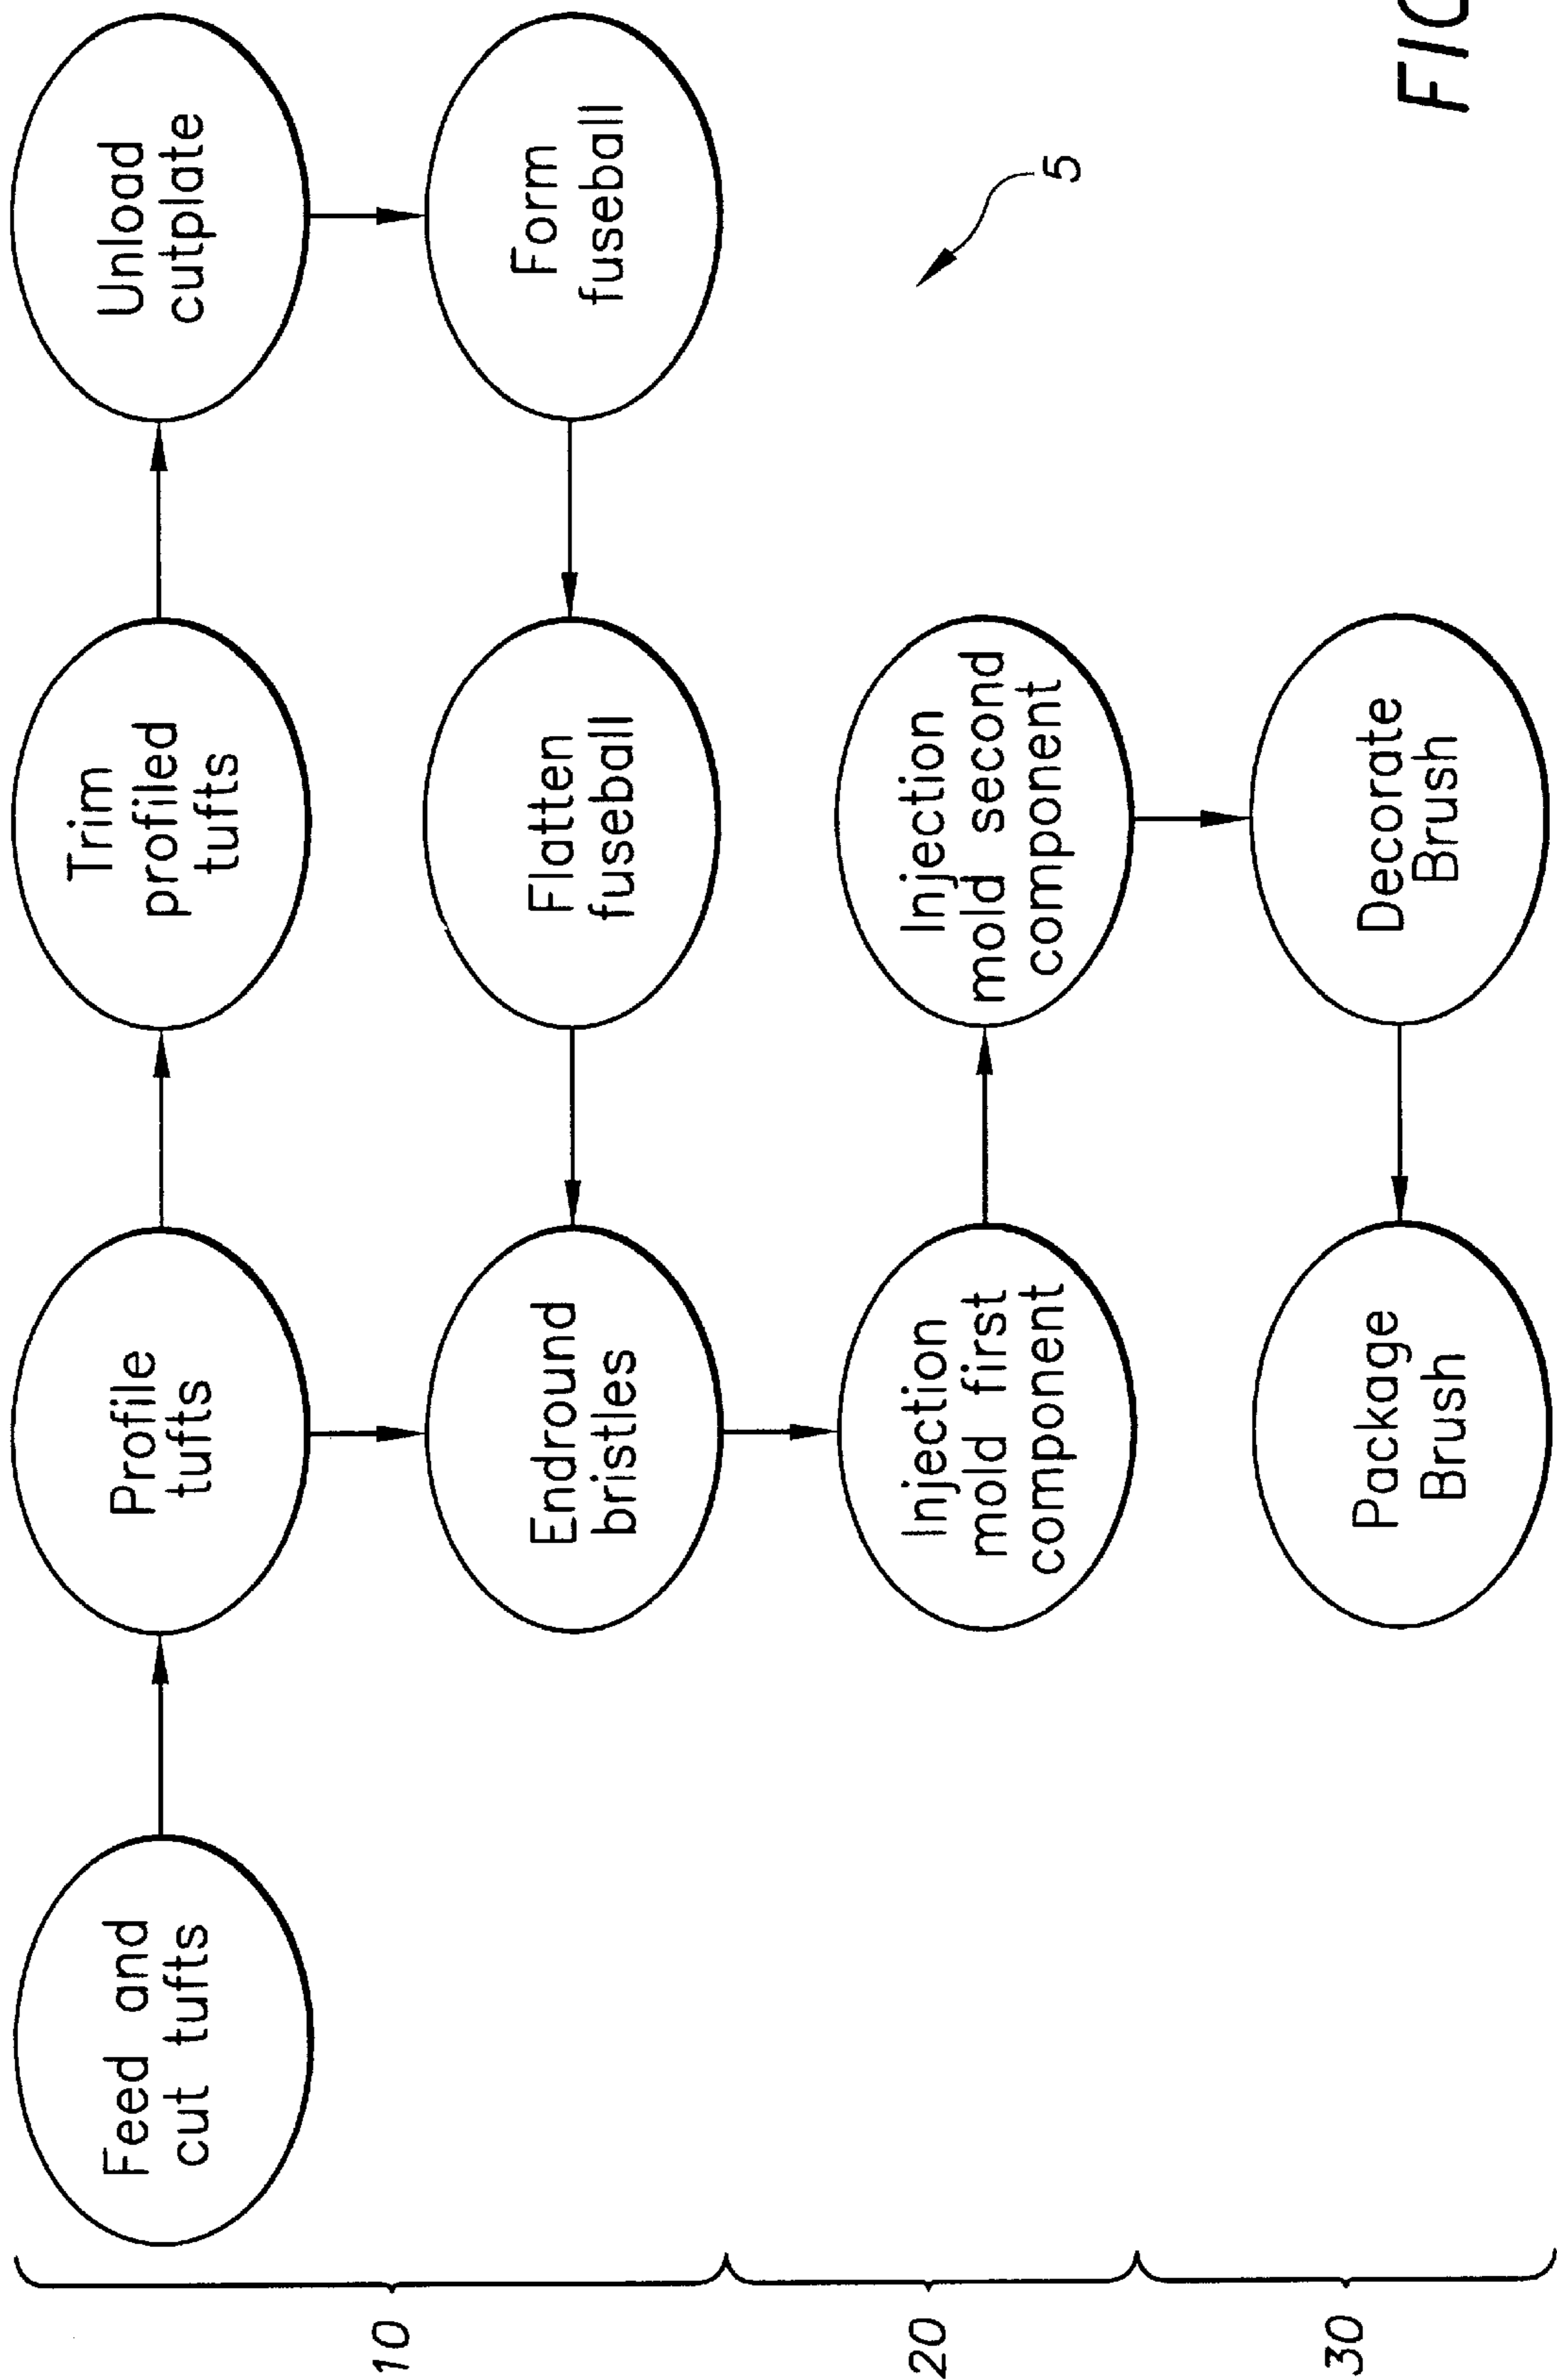 Feed and
cut tufts
Profile
tufts
Trim
profiled
tufts
Unload
cutplate
Endround
bristles
Flatten
fuseball
Form
fuseball
10
Injection
mold first
component
Injection
mold second
component
5
20
Package
Brush
Decorate
Brush
30